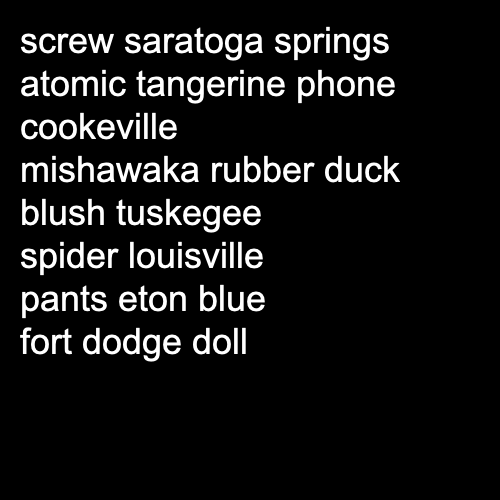 screw saratoga springs
atomic tangerine phone
cookeville
mishawaka rubber duck
blush tuskegee
spider louisville
pants eton blue
fort dodge doll